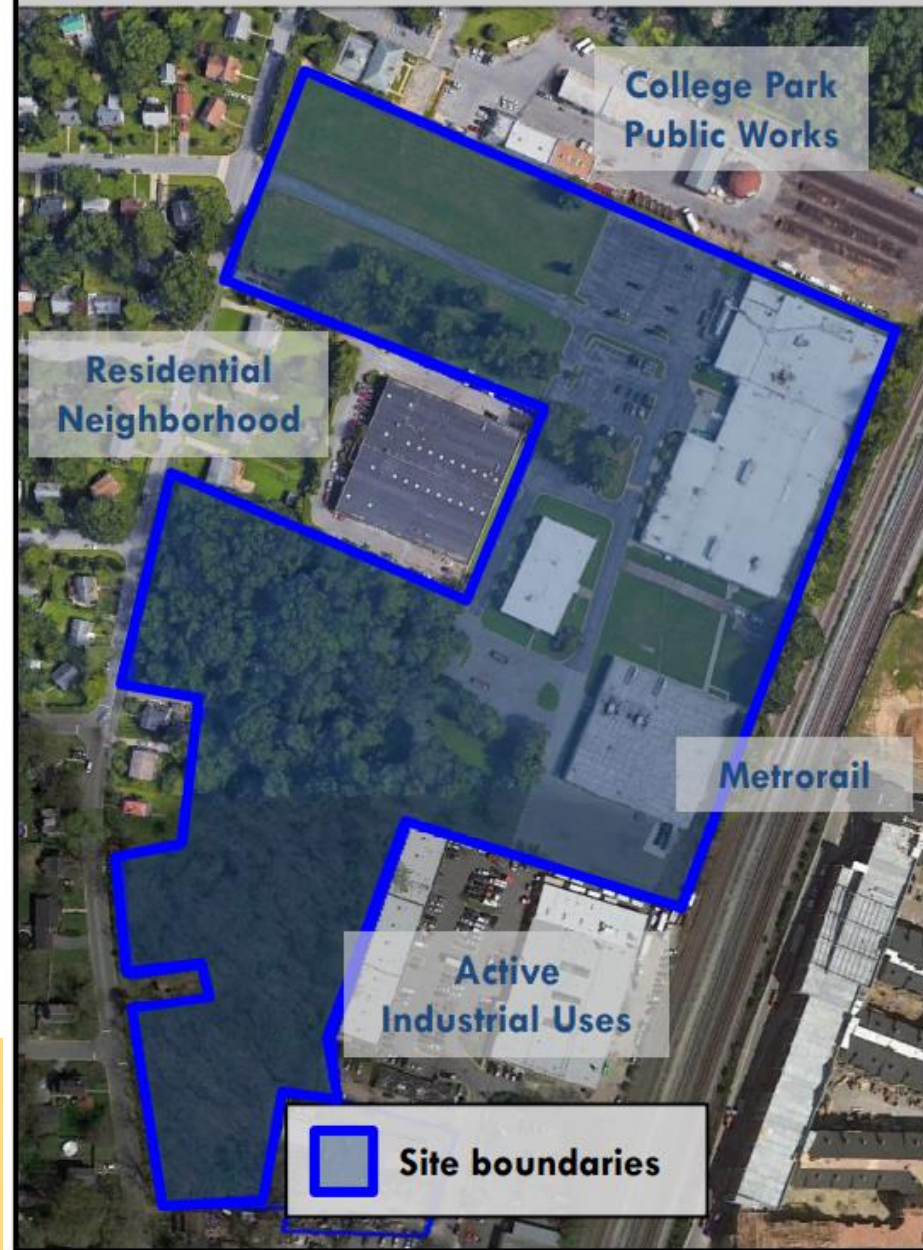 College Park
Public Works
Residential
Neighborhood
Metrorail
Active
Industrial Uses
Site boundaries